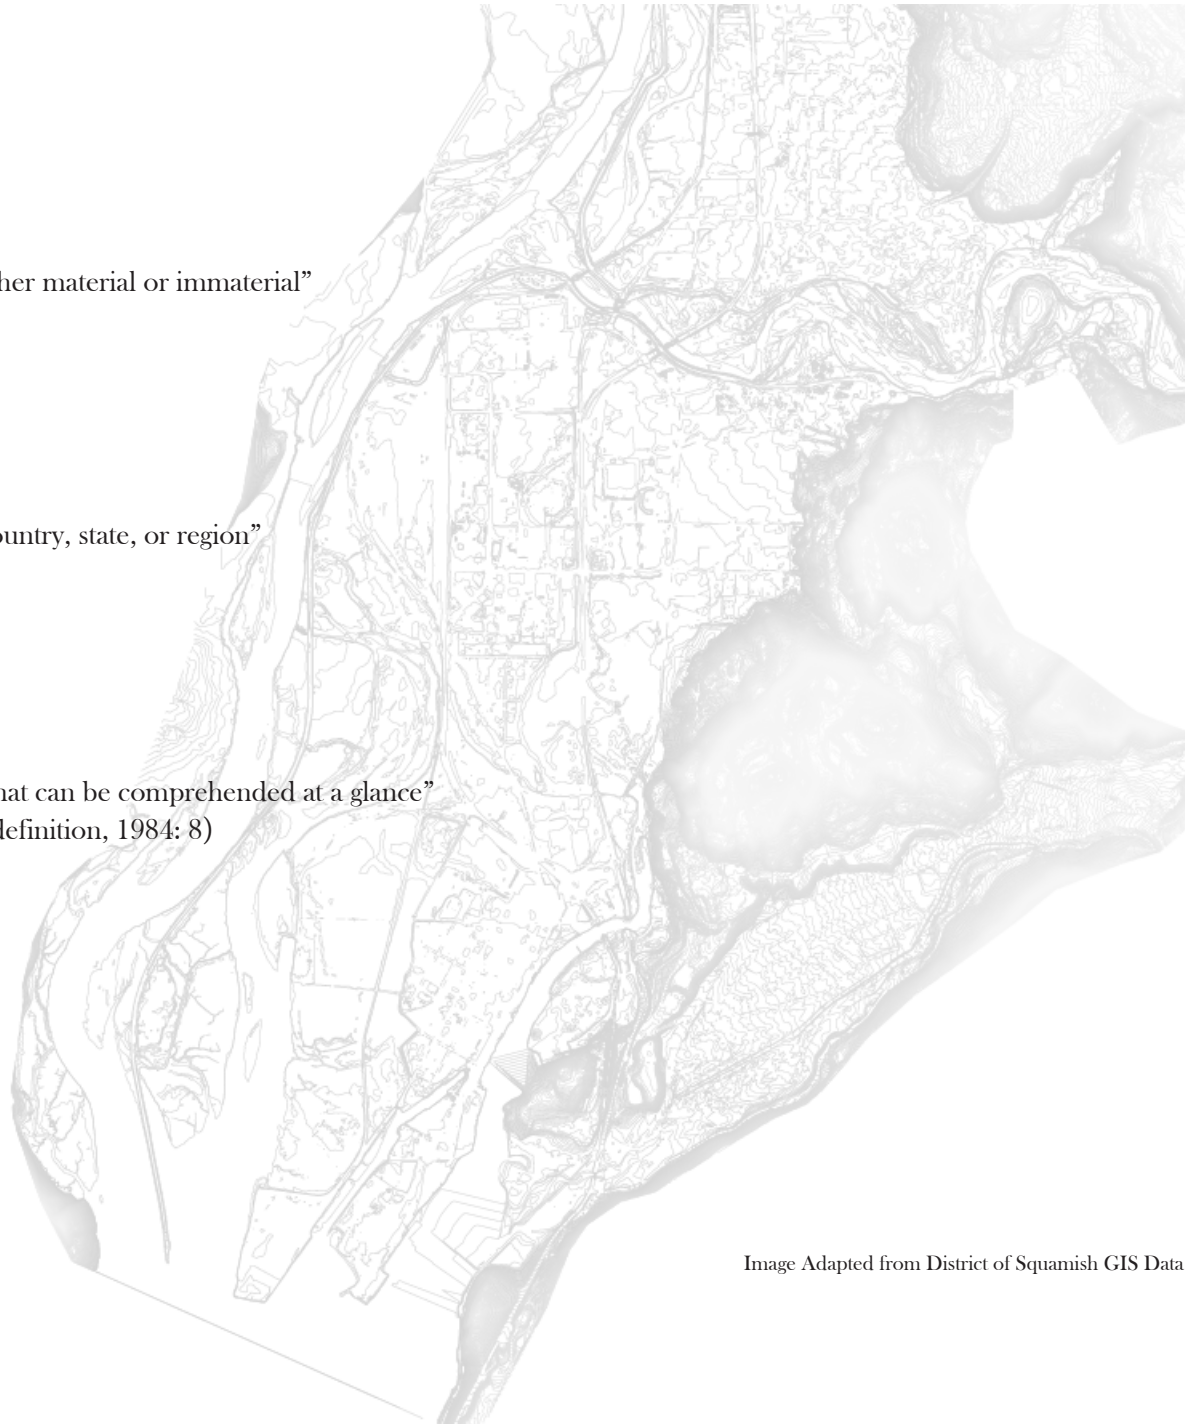 her material or immaterial”
ountry, state, or region”
hat can be comprehended at a glance”
definition, 1984: 8)
Image Adapted from District of Squamish GIS Data